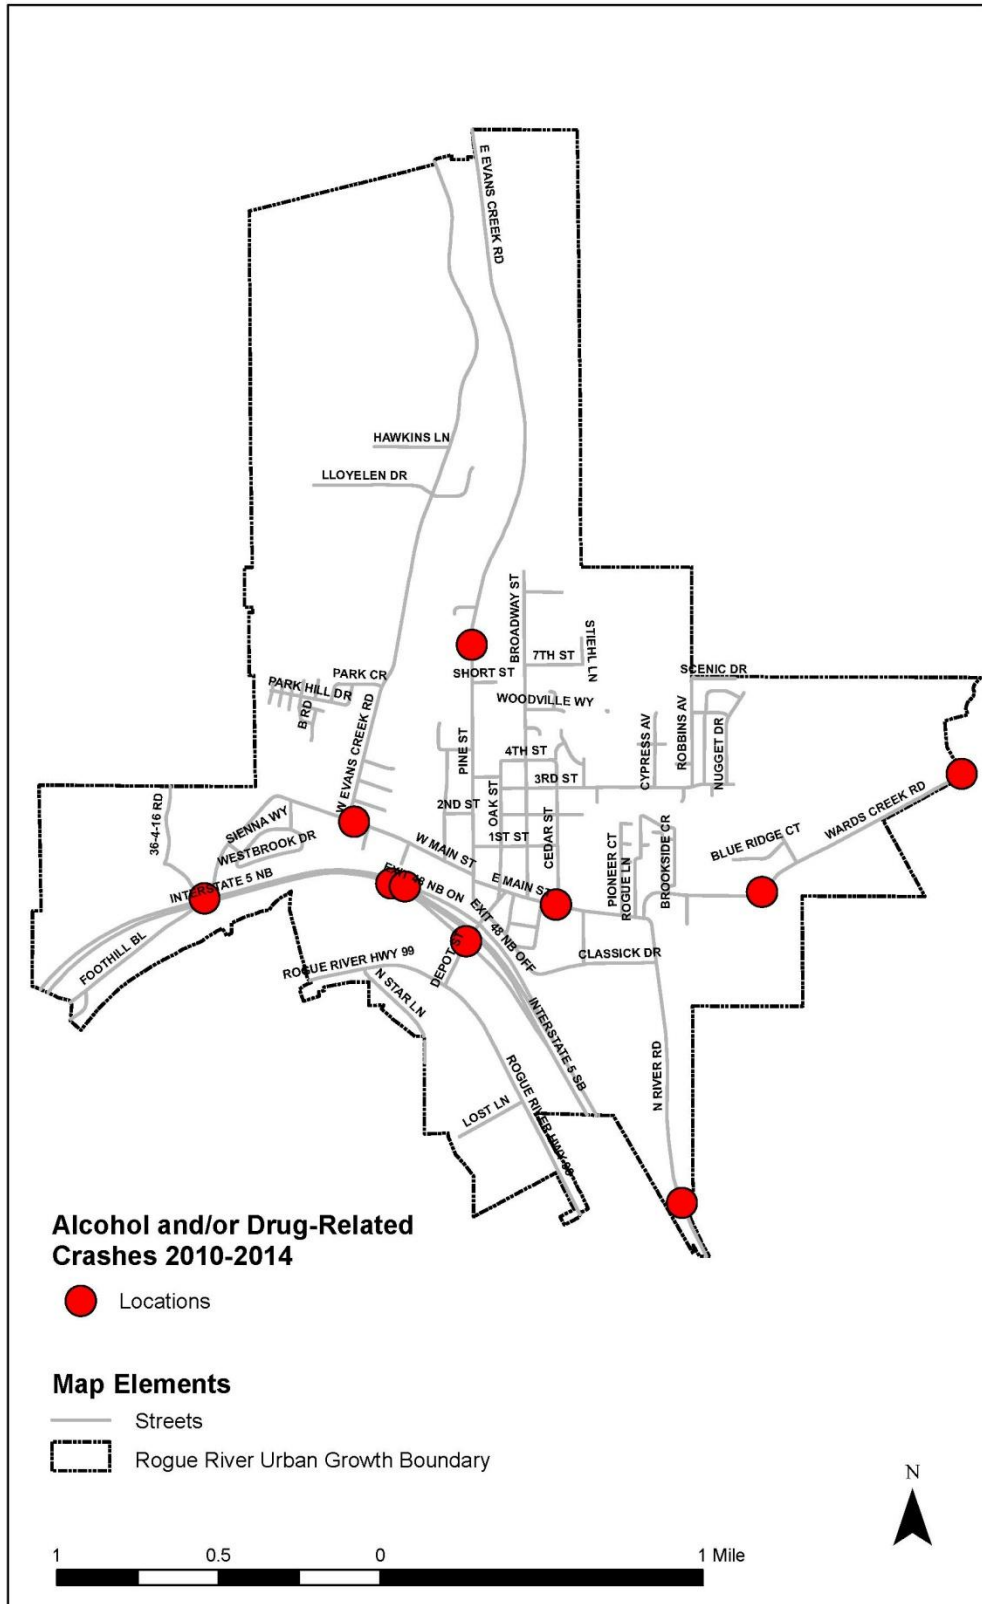 E EVANS CREEK RD
HAWKINS LN
LLOYELEN DR
BROADWAY ST
STIEHL LN
7TH ST
SHORT ST
PARK CR
PARK HILL DR
B RD
WOODVILLE WY
SCENIC DR
W EVANS CREEK RD
PINE ST
4TH ST
3RD ST
CYPRESS AV
ROBBINS AV
NUGGET DR
2ND ST
OAK ST
1ST ST
CEDAR ST
36-4-16 RD
SIENNA WY
WESTBROOK DR
W MAIN ST
E MAIN ST
PIONEER CT
ROGUE LN
BROOKSIDE CR
BLUE RIDGE CT
WARDS CREEK RD
INTERSTATE 5 NB
EXIT 48 NB ON
EXIT 48 NB OFF
FOOTHILL BL
ROGUE RIVER HWY 99
DEPOT ST
N STAR LN
CLASSICK DR
INTERSTATE 5 SB
N RIVER RD
LOST LN
ROGUE RIVER HWY 99
Alcohol and/or Drug-Related
Crashes 2010-2014
Locations
Map Elements
Streets
Rogue River Urban Growth Boundary
N
1 0.5 0 1 Mile